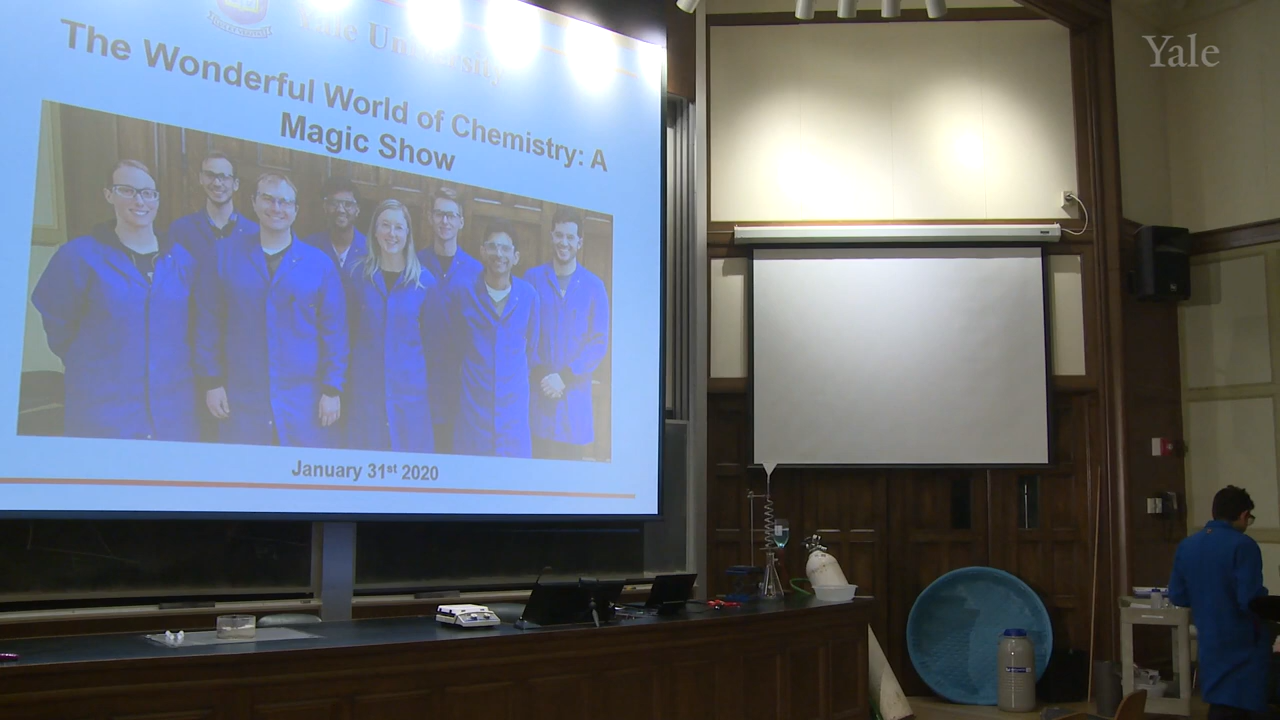 Yale University
The Wonderful World of Chemistry: A
Magic Show
January 31st 2020
Yale